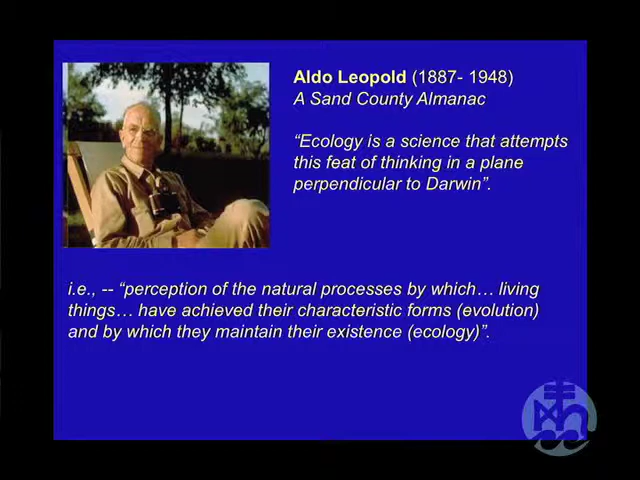 Aldo Leopold (1887- 1948)
A Sand County Almanac
“Ecology is a science that attempts
this feat of thinking in a plane
perpendicular to Darwin”.
i.e., -- “perception of the natural processes by which… living
things… have achieved their characteristic forms (evolution)
and by which they maintain their existence (ecology)”.